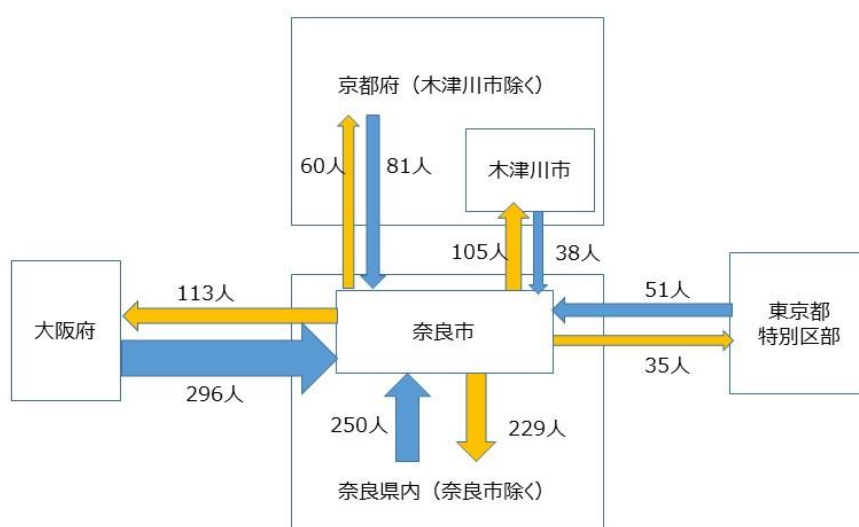 京都府（木津川市除く）
60人
81人
木津川市
105人
38人
113人
51人
大阪府
奈良市
東京都
特別区部
296人
35人
250人
229人
奈良県内（奈良市除く）